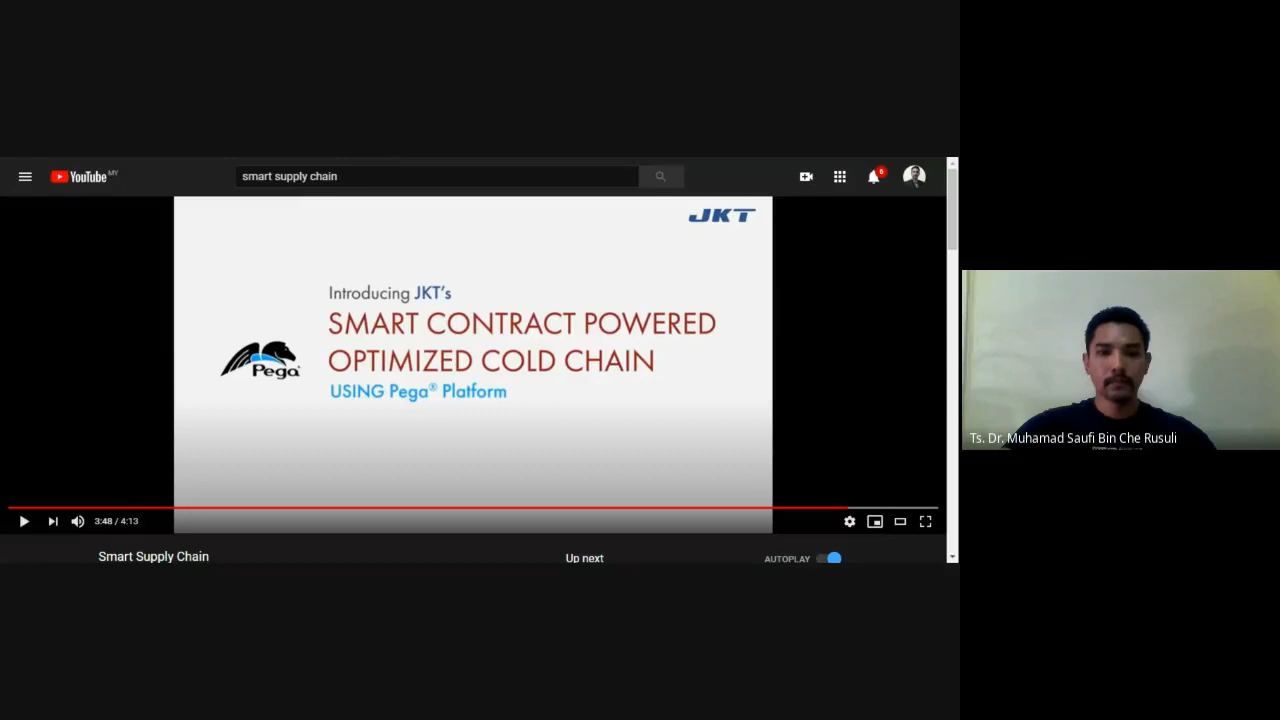 YouTube MY
smart supply chain
6
JKT
Introducing JKT's
SMART CONTRACT POWERED
OPTIMIZED COLD CHAIN
USING Pega® Platform
Pega
3:48 / 4:13
Smart Supply Chain
Up next
AUTOPLAY
Ts. Dr. Muhamad Saufi Bin Che Rusuli